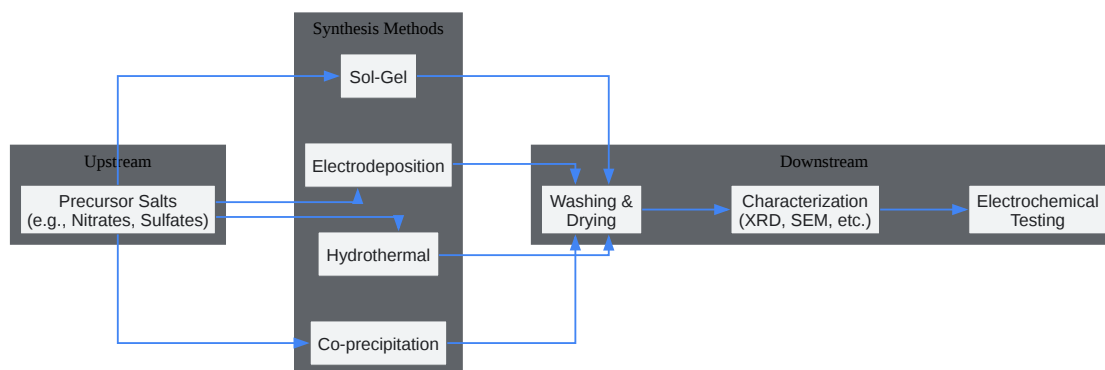 Synthesis Methods
Sol-Gel
Electrodeposition
Hydrothermal
Co-precipitation
Upstream
Precursor Salts
(e.g., Nitrates, Sulfates)
Downstream
Washing &
Drying
Characterization
(XRD, SEM, etc.)
Electrochemical
Testing